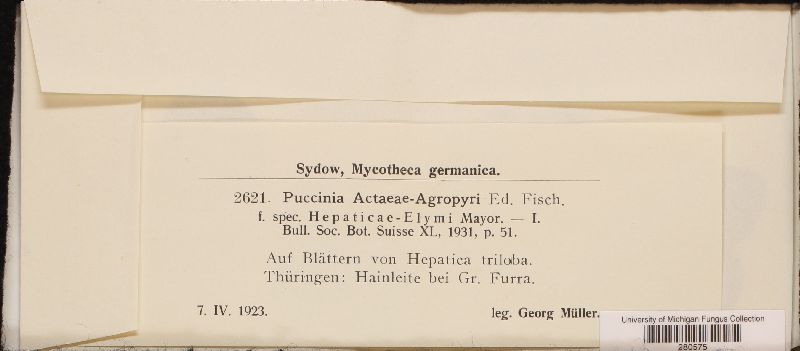 Sydow, Mycotheca germanica.
2621. Puccinia Actaeae-Agropyri Ed. Fisch.
f. spec. Hepaticae-Elymi Mayor. — I.
Bull. Soc. Bot. Suisse XL, 1931, p. 51.
Auf Blättern von Hepatica triloba.
Thüringen: Hainleite bei Gr. Furra.
7. IV. 1923. leg. Georg Müller.
University of Michigan Fungus Collection
280575